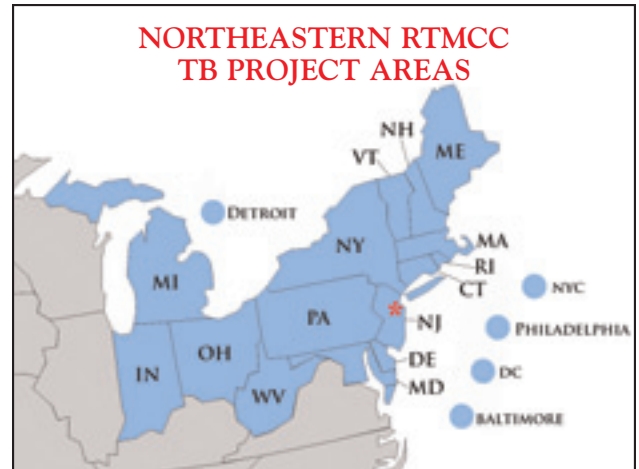 NORTHEASTERN RTMCC
TB PROJECT AREAS
NH
VT
ME
DETROIT
NY
MA
MI
RI
CT
NYC
PA
*
NJ
PHILADELPHIA
OH
DE
IN
DC
MD
WV
BALTIMORE